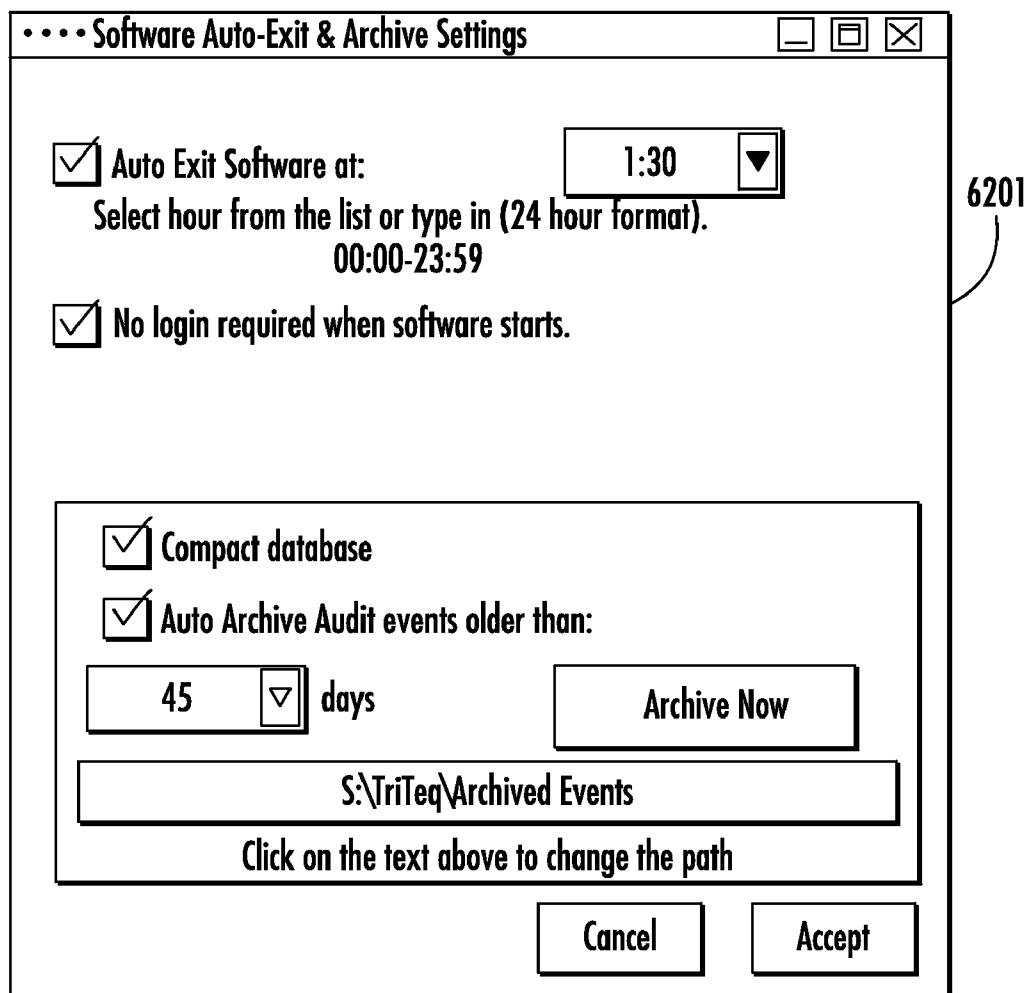 •••• Software Auto-Exit & Archive Settings
Auto Exit Software at: 1:30
Select hour from the list or type in (24 hour format).
00:00-23:59
6201
No login required when software starts.
Compact database
Auto Archive Audit events older than:
45 days Archive Now
S:\TriTeq\Archived Events
Click on the text above to change the path
Cancel Accept